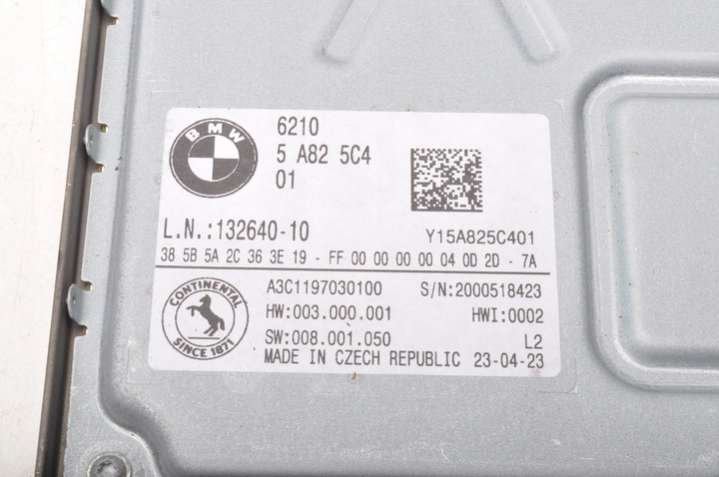 BMW
6210
5 A82 5C4
01
L.N.:132640-10
Y15A825C401
38 5B 5A 2C 36 3E 19 - FF 00 00 00 00 04 0D 2D - 7A
CONTINENTAL
SINCE 1871
A3C1197030100
S/N:2000518423
HW:003.000.001
HWI:0002
SW:008.001.050
L2
MADE IN CZECH REPUBLIC 23-04-23